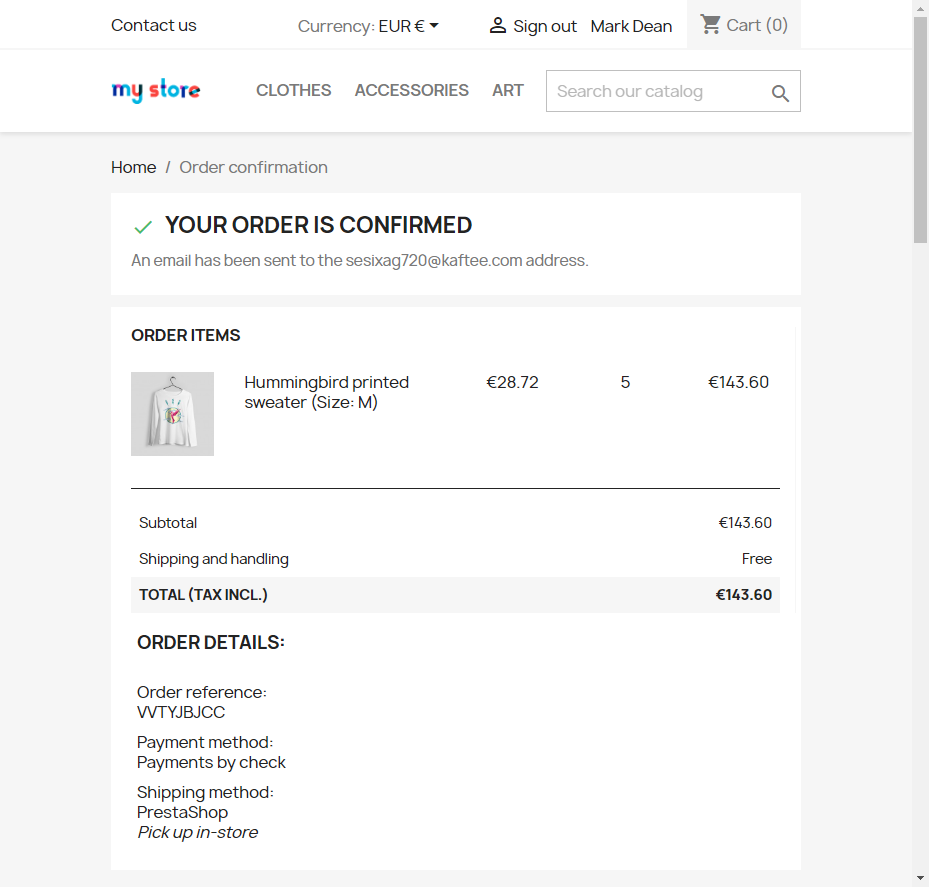 Contact us
Currency: EUR €
Sign out
Mark Dean
Cart (0)
my store
CLOTHES
ACCESSORIES
ART
Search our catalog
Home / Order confirmation
YOUR ORDER IS CONFIRMED
An email has been sent to the sesixag720@kaftee.com address.
ORDER ITEMS
Hummingbird printed €28.72 5 €143.60
sweater (Size: M)
Subtotal €143.60
Shipping and handling Free
TOTAL (TAX INCL.) €143.60
ORDER DETAILS:
Order reference:
VVTYJBJCC
Payment method:
Payments by check
Shipping method:
PrestaShop
Pick up in-store